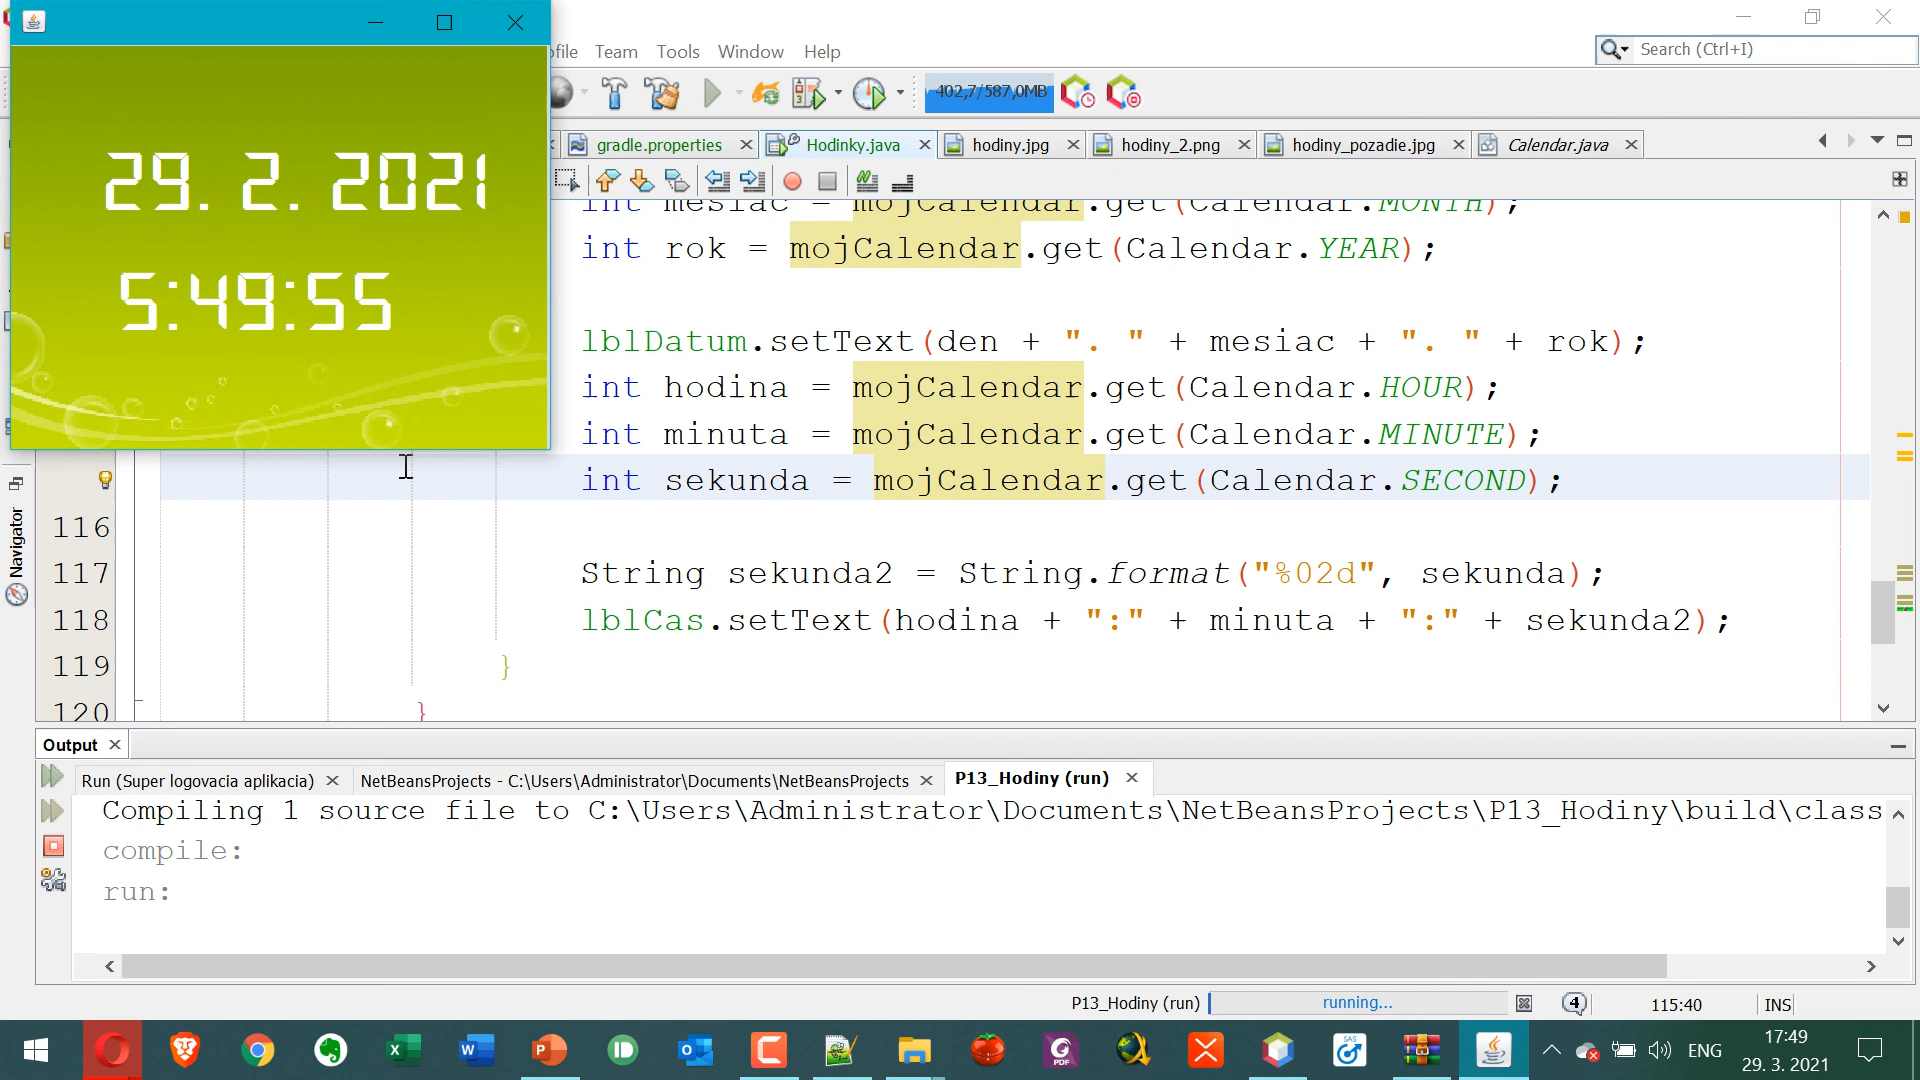 ofile Team Tools Window Help
Search (Ctrl+I)
402,7/587,0MB
gradle.properties Hodinky.java hodiny.jpg hodiny_2.png hodiny_pozadie.jpg Calendar.java
29. 2. 2021
5:49:55
int mesiac = mojCalendar.get(Calendar.MONTH);
int rok = mojCalendar.get(Calendar.YEAR);
lblDatum.setText(den + ". " + mesiac + ". " + rok);
int hodina = mojCalendar.get(Calendar.HOUR);
int minuta = mojCalendar.get(Calendar.MINUTE);
int sekunda = mojCalendar.get(Calendar.SECOND);
116
117 String sekunda2 = String.format("%02d", sekunda);
118 lblCas.setText(hodina + ":" + minuta + ":" + sekunda2);
119 }
120 }
Navigator
Output
Run (Super logovacia aplikacia) NetBeansProjects - C:\Users\Administrator\Documents\NetBeansProjects P13_Hodiny (run)
Compiling 1 source file to C:\Users\Administrator\Documents\NetBeansProjects\P13_Hodiny\build\class
compile:
run:
P13_Hodiny (run) running... 4 115:40 INS
ENG 17:49
29. 3. 2021